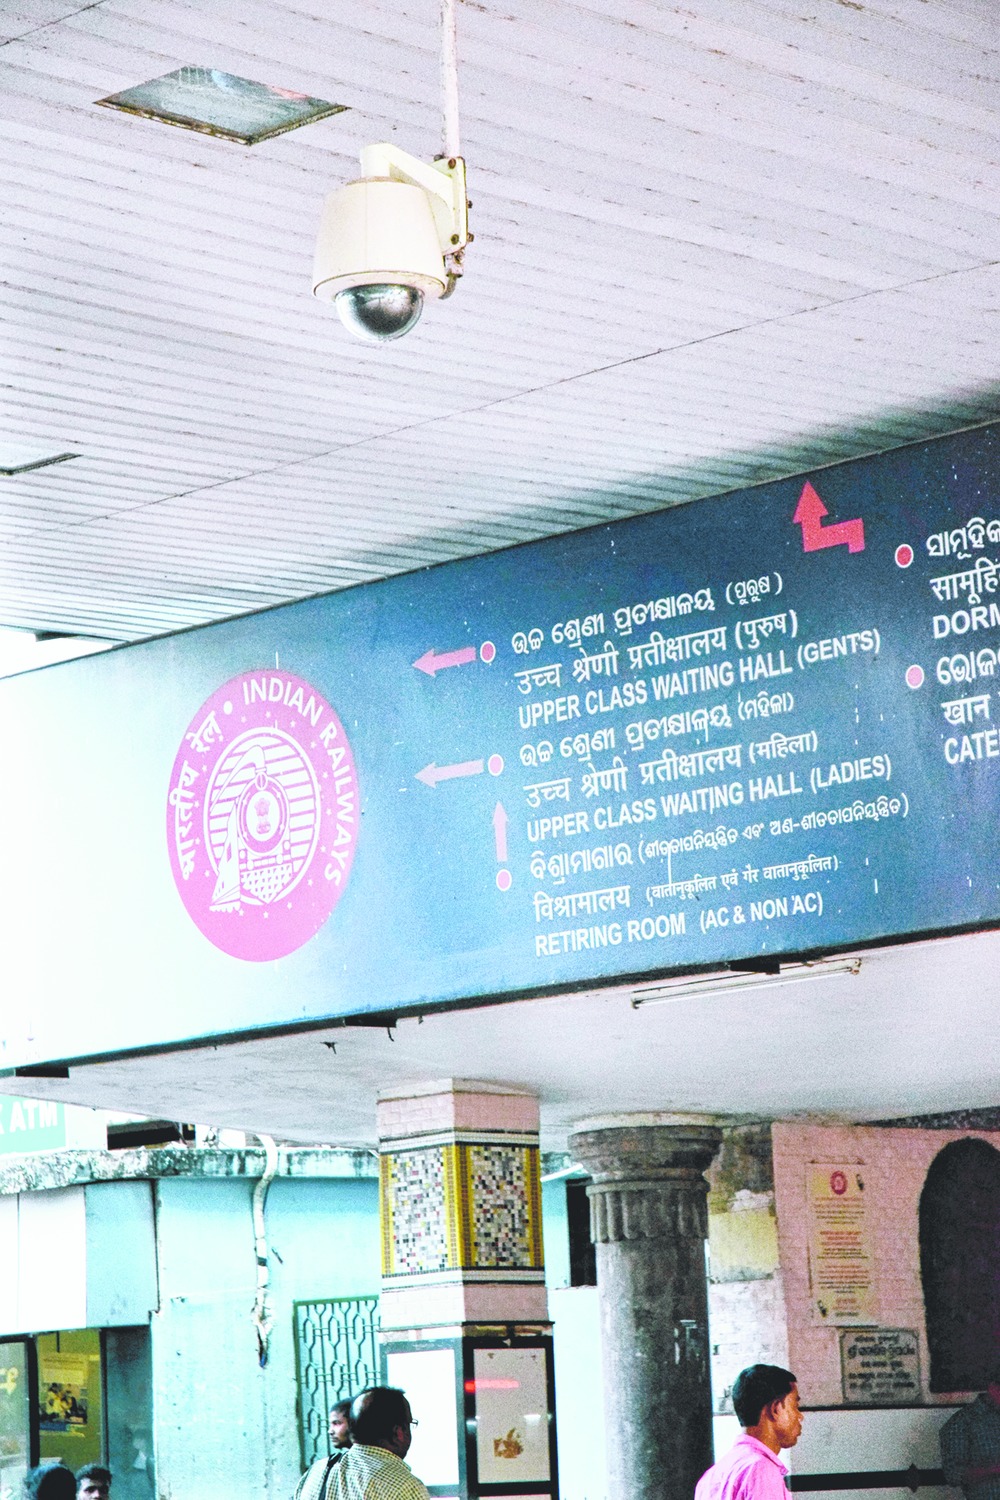 भारतीय रेल • INDIAN RAILWAYS
ଉଚ୍ଚ ଶ୍ରେଣୀ ପ୍ରତୀକ୍ଷାଳୟ (ପୁରୁଷ)
उच्च श्रेणी प्रतीक्षालय (पुरुष)
UPPER CLASS WAITING HALL (GENTS)
ଉଚ୍ଚ ଶ୍ରେଣୀ ପ୍ରତୀକ୍ଷାଳୟ (ମହିଳା)
उच्च श्रेणी प्रतीक्षालय (महिला)
UPPER CLASS WAITING HALL (LADIES)
ବିଶ୍ରାମାଗାର (ଶୀତତାପନିୟନ୍ତ୍ରିତ ଏବଂ ଅଣ-ଶୀତତାପନିୟନ୍ତ୍ରିତ)
विश्रामालय (वातानुकूलित एवं गैर वातानुकूलित)
RETIRING ROOM (AC & NON AC)
ସାମୂହିକ
सामूहि
DORM
ଭୋଜ
खान
CATE
ATM